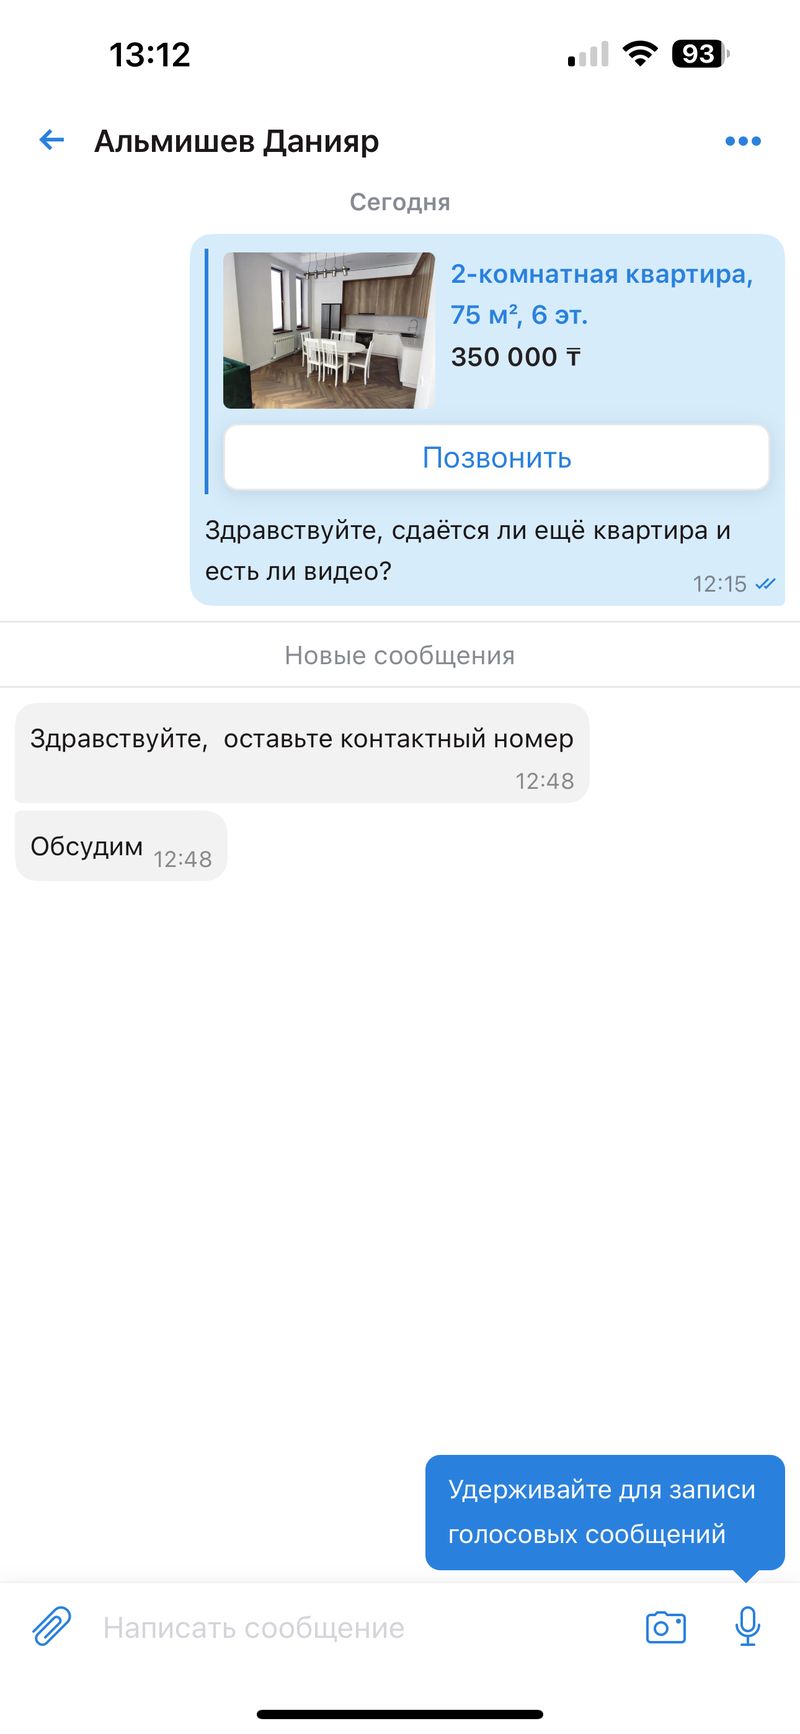 13:12
93
Альмишев Данияр
Сегодня
2-комнатная квартира,
75 м², 6 эт.
350 000 ₸
Позвонить
Здравствуйте, сдаётся ли ещё квартира и
есть ли видео?
12:15
Новые сообщения
Здравствуйте,  оставьте контактный номер
12:48
Обсудим 12:48
Удерживайте для записи
голосовых сообщений
Написать сообщение